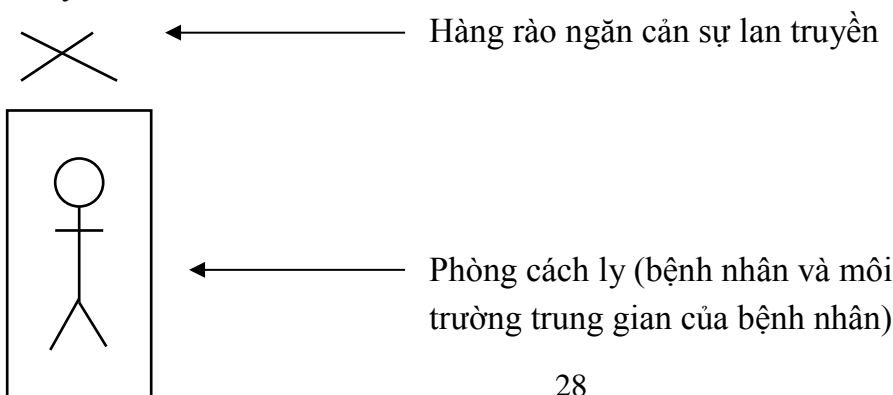 Hàng rào ngăn cản sự lan truyền
Phòng cách ly (bệnh nhân và môi
trường trung gian của bệnh nhân)
28